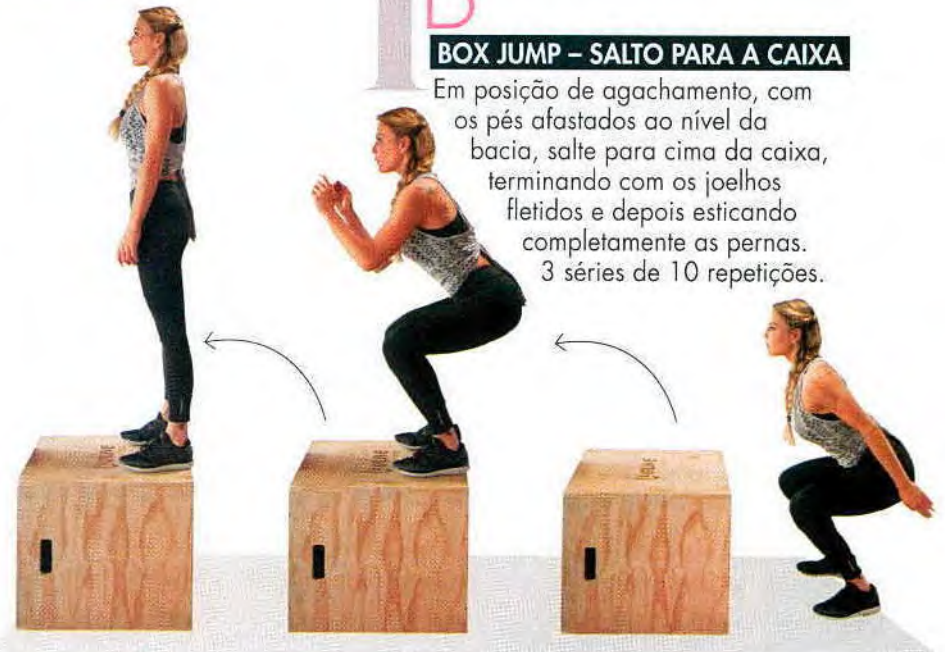 B
BOX JUMP – SALTO PARA A CAIXA
Em posição de agachamento, com
os pés afastados ao nível da
bacia, salte para cima da caixa,
terminando com os joelhos
fletidos e depois esticando
completamente as pernas.
3 séries de 10 repetições.